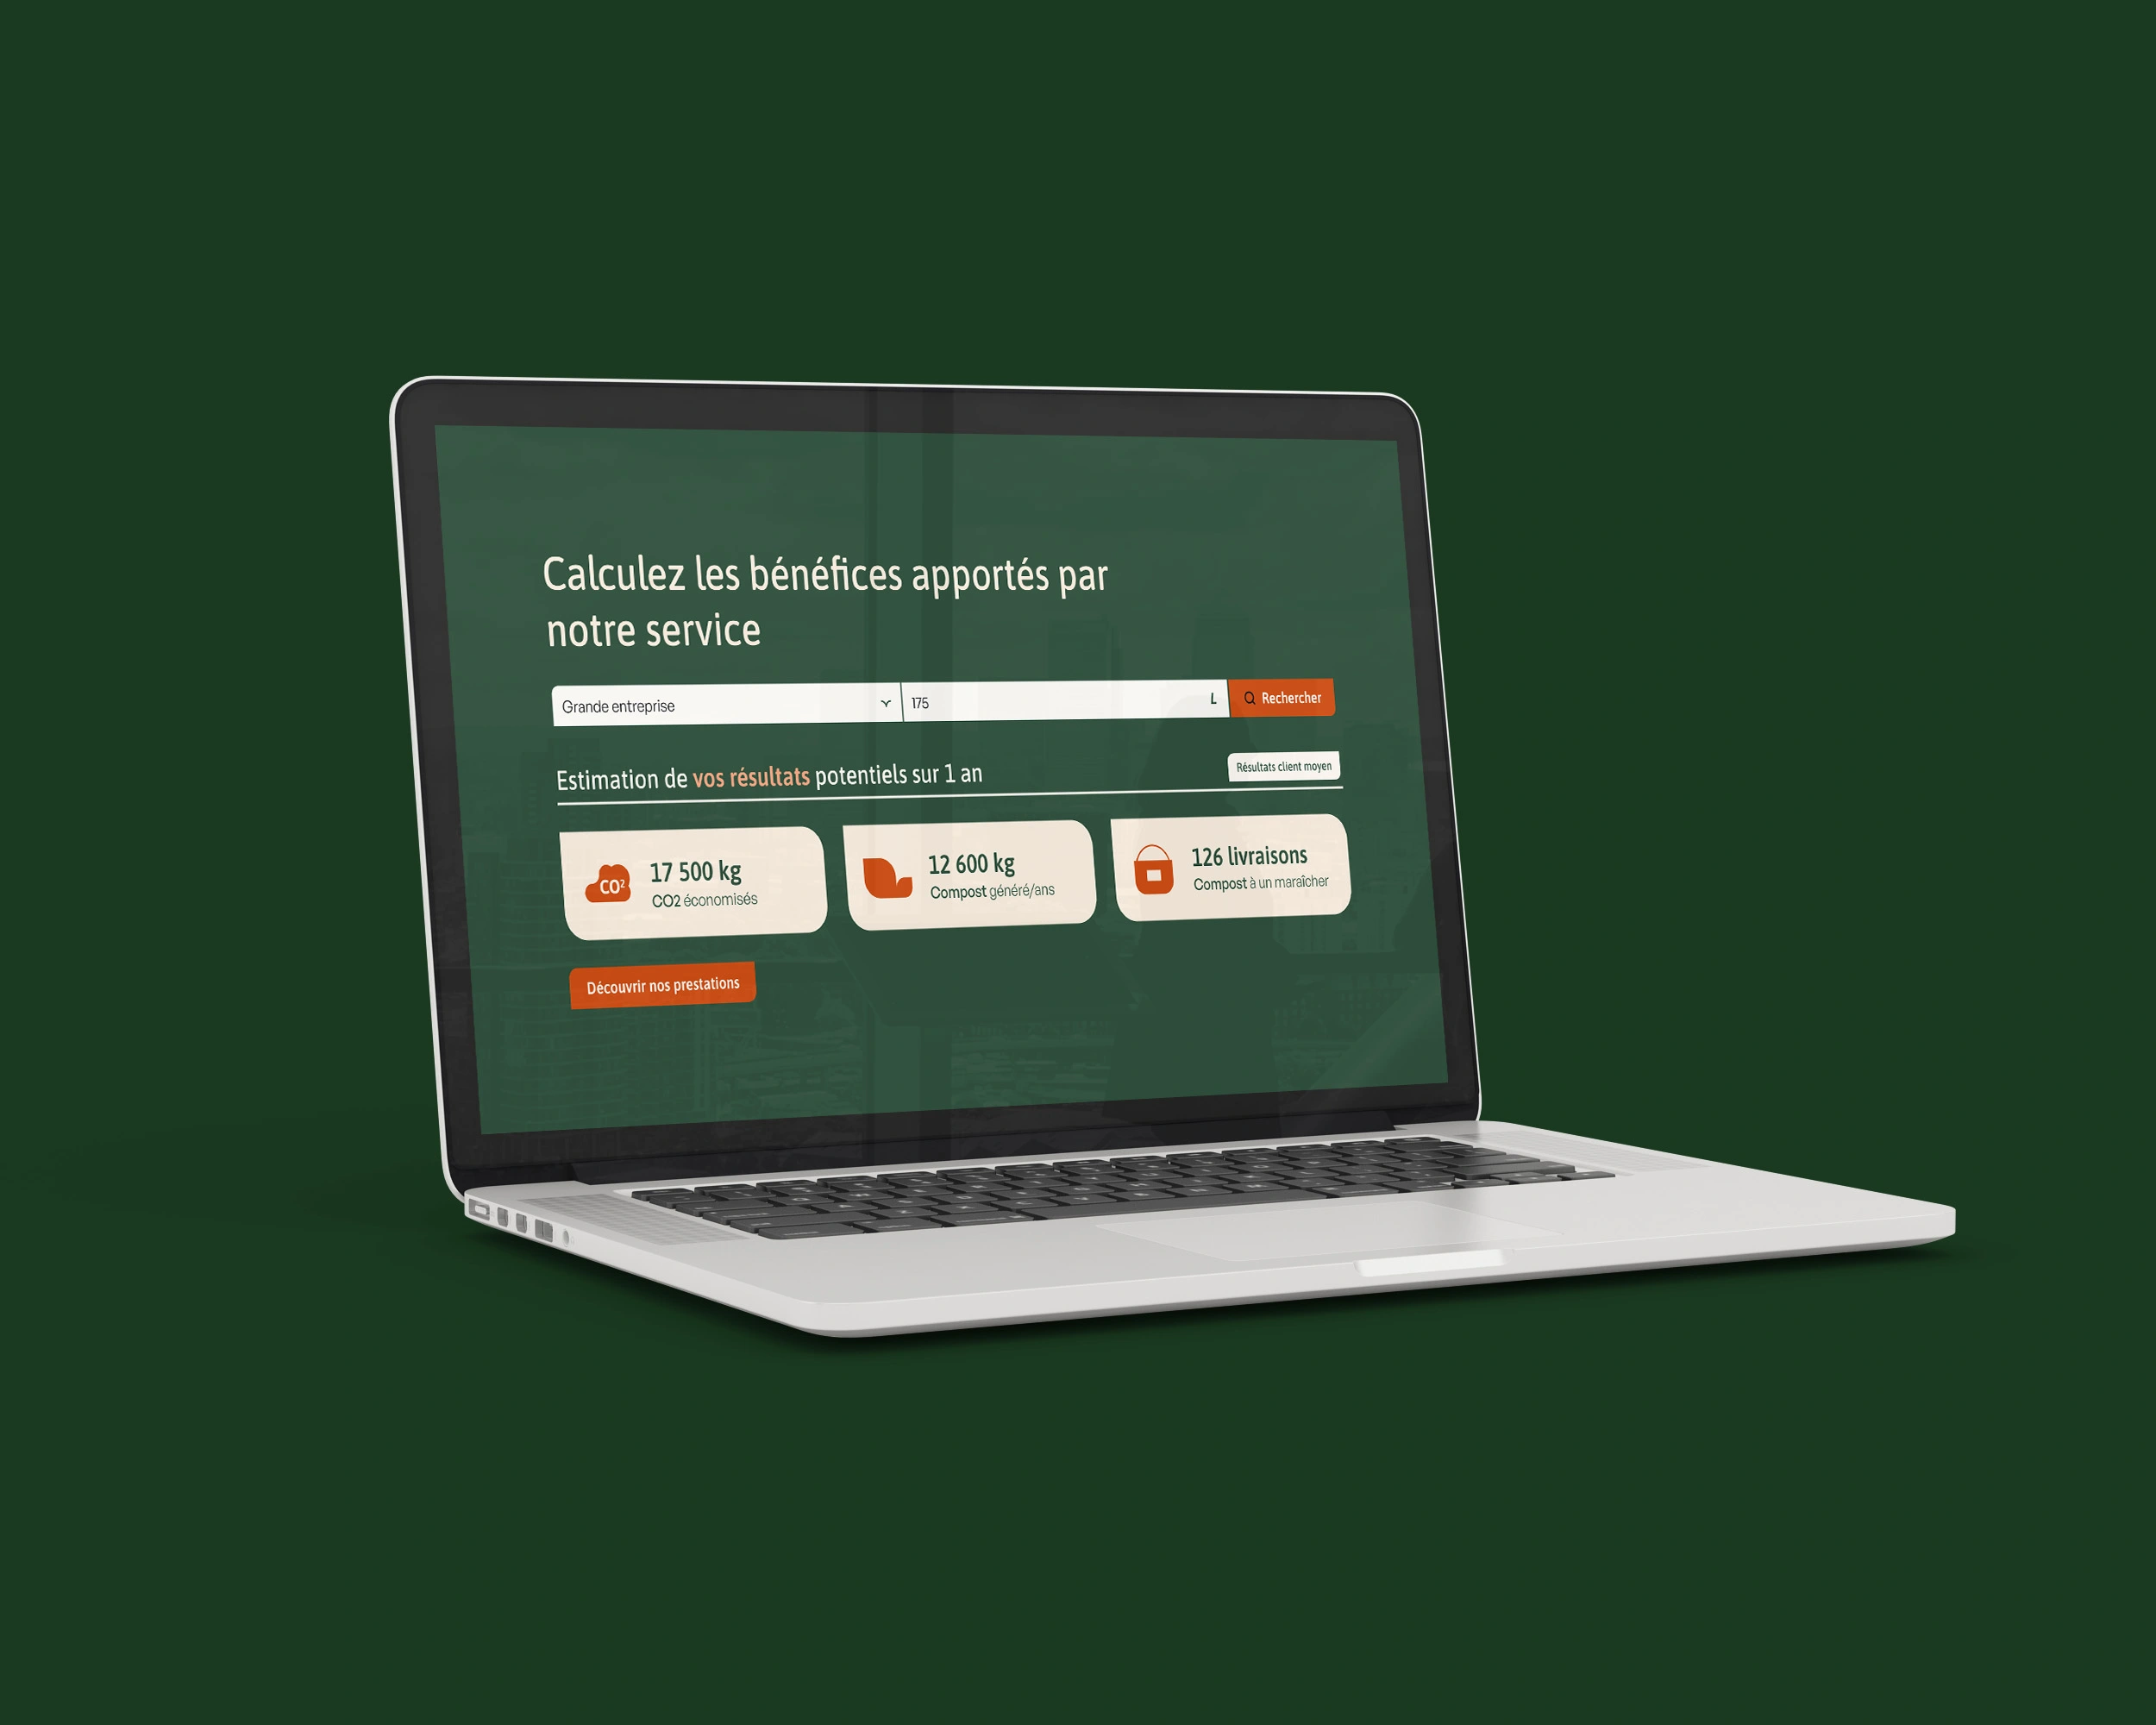 Calculez les bénéfices apportés par
notre service
Grande entreprise
175
L
Rechercher
Estimation de vos résultats potentiels sur 1 an
Résultats client moyen
CO²
17 500 kg
CO2 économisés
12 600 kg
Compost généré/ans
126 livraisons
Compost à un maraîcher
Découvrir nos prestations